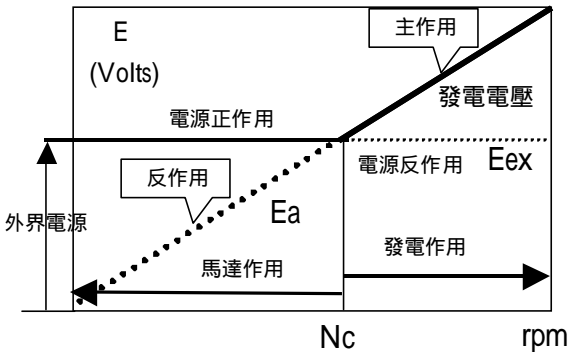 E
(Volts)
主作用
發電電壓
電源正作用
電源反作用
Eex
反作用
Ea
外界電源
發電作用
馬達作用
Nc
rpm